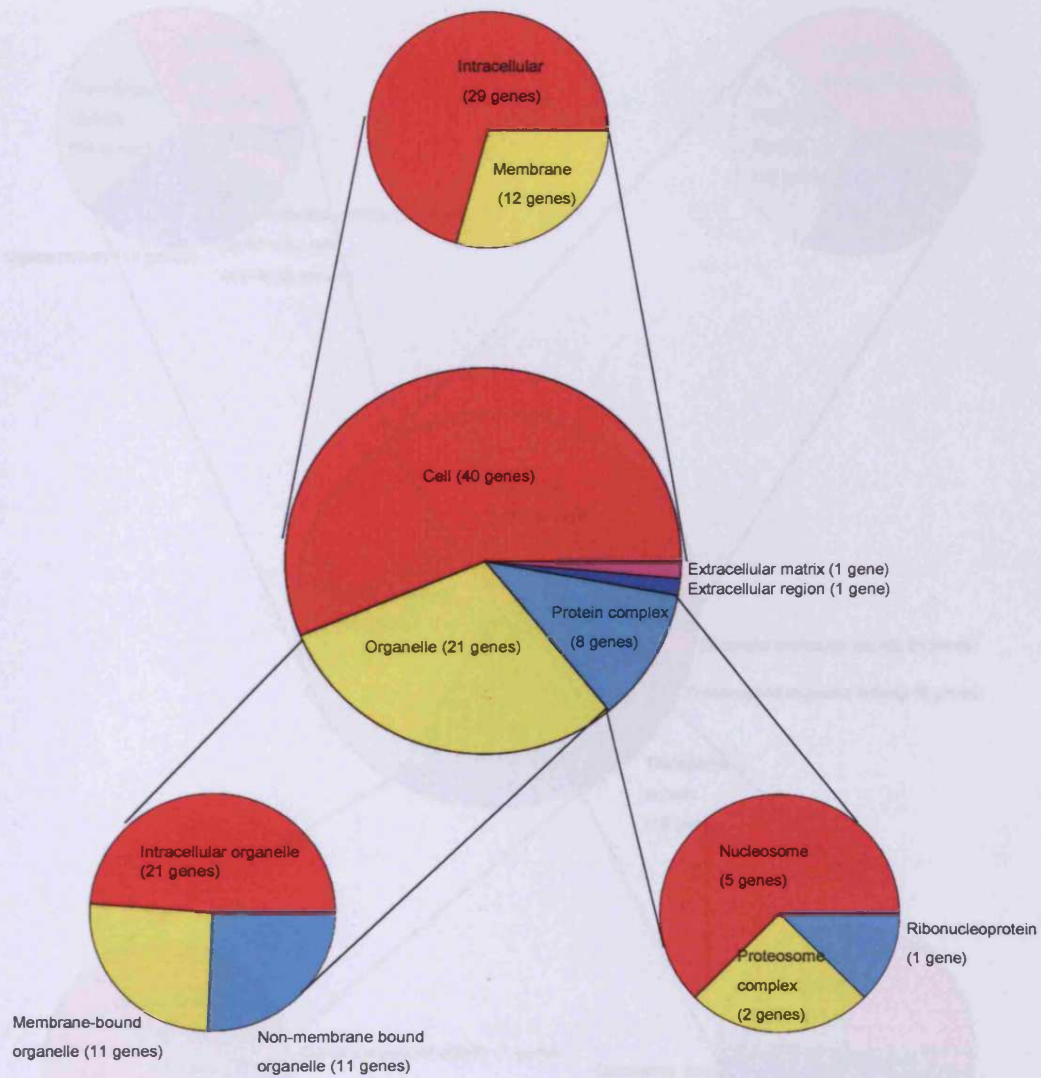 Intracellular
(29 genes)
Membrane
(12 genes)
Cell (40 genes)
Extracellular matrix (1 gene)
Extracellular region (1 gene)
Protein complex
(8 genes)
Organelle (21 genes)
Intracellular organelle
(21 genes)
Membrane-bound
organelle (11 genes)
Non-membrane bound
organelle (11 genes)
Nucleosome
(5 genes)
Ribonucleoprotein
(1 gene)
Proteosome
complex
(2 genes)